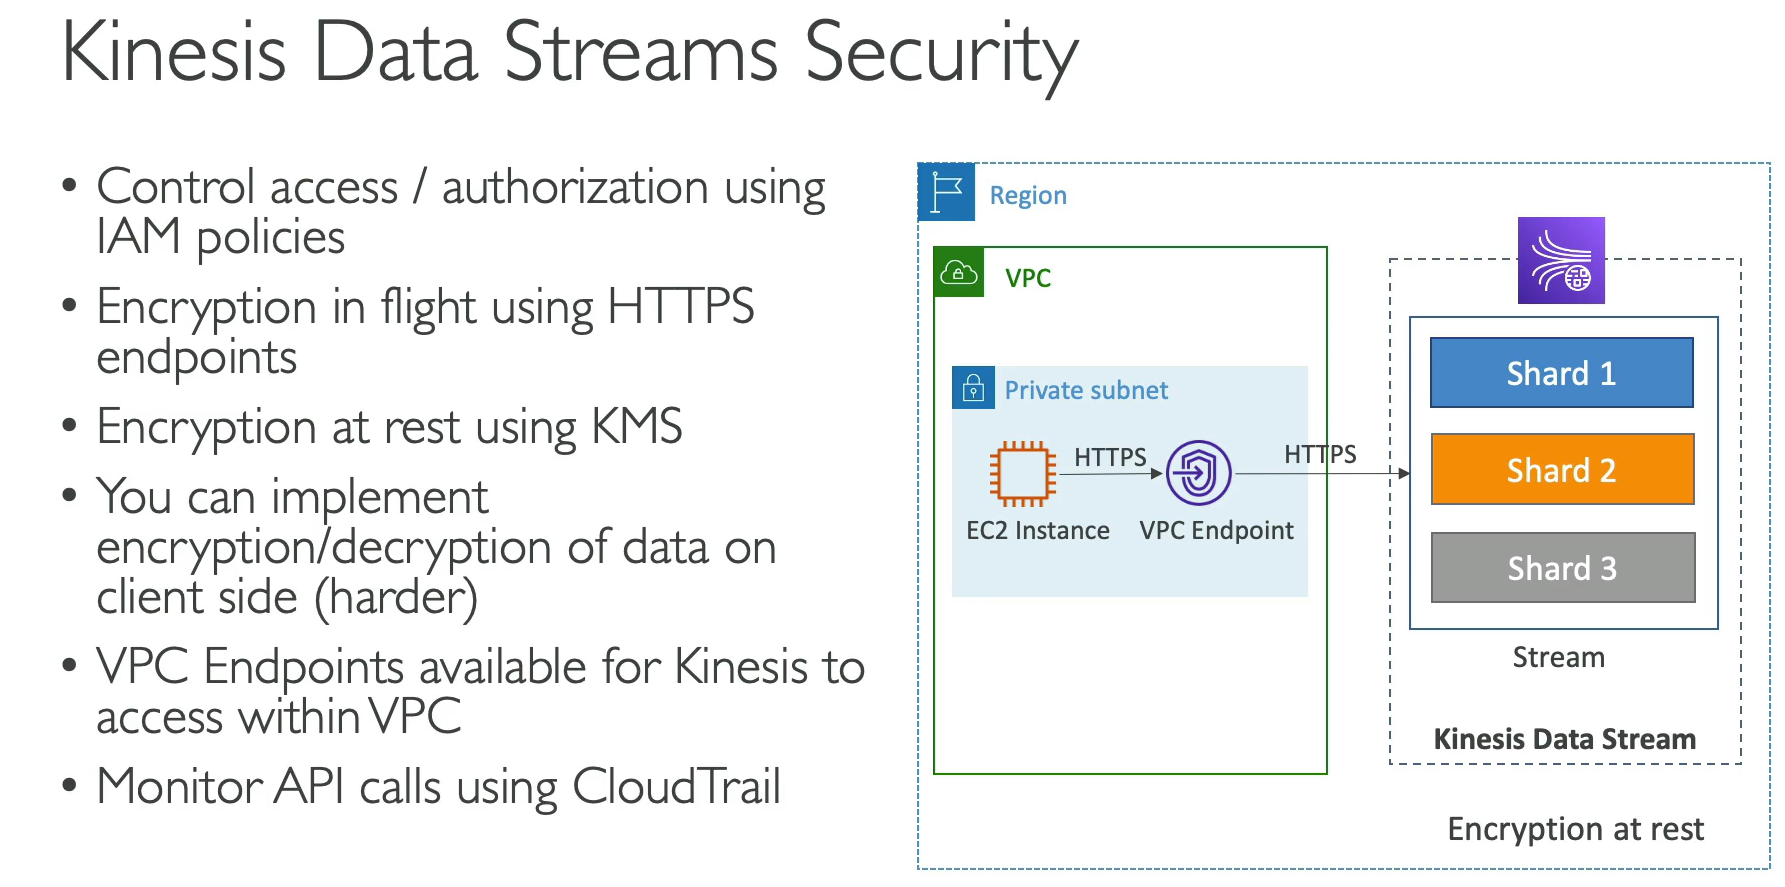 Kinesis Data Streams Security
• Control access / authorization using
IAM policies
• Encryption in flight using HTTPS
endpoints
• Encryption at rest using KMS
• You can implement
encryption/decryption of data on
client side (harder)
• VPC Endpoints available for Kinesis to
access within VPC
• Monitor API calls using CloudTrail
Region
VPC
Private subnet
HTTPS
HTTPS
EC2 Instance
VPC Endpoint
Shard 1
Shard 2
Shard 3
Stream
Kinesis Data Stream
Encryption at rest